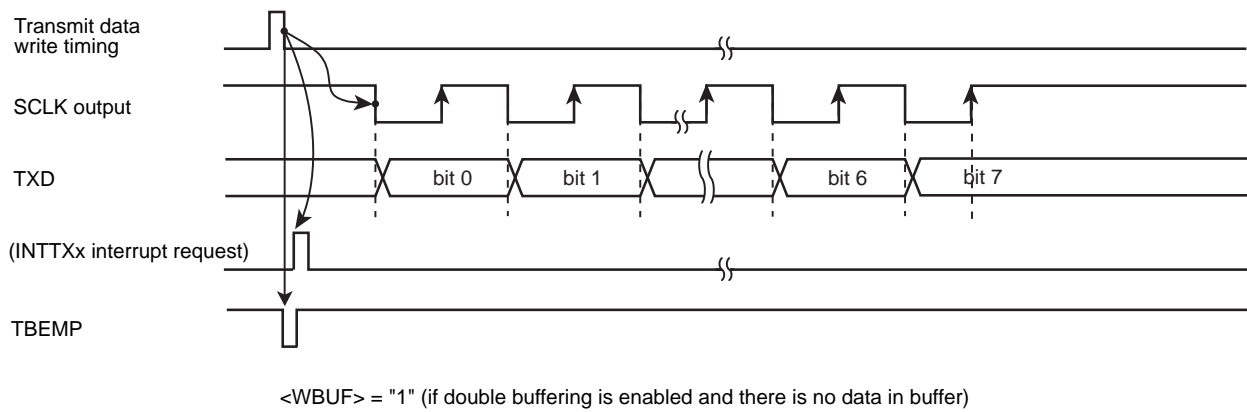 Transmit data
write timing
SCLK output
TXD
bit 0
bit 1
bit 6
bit 7
(INTTXx interrupt request)
TBEMP
<WBUF> = "1" (if double buffering is enabled and there is no data in buffer)